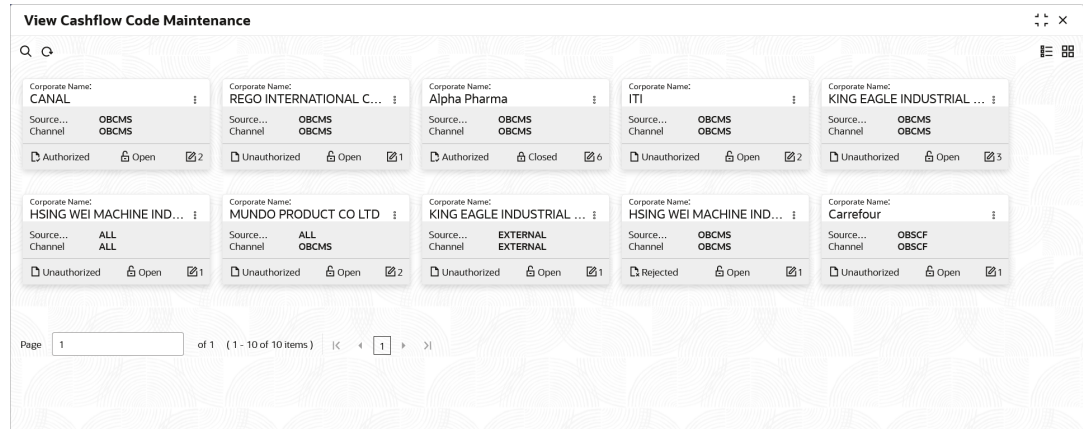 View Cashflow Code Maintenance
Corporate Name: Corporate Name: Corporate Name: Corporate Name: Corporate Name:
CANAL REGO INTERNATIONAL C... Alpha Pharma ITI KING EAGLE INDUSTRIAL ...
Source... OBCMS Source... OBCMS Source... OBCMS Source... OBCMS Source... OBCMS
Channel OBCMS Channel OBCMS Channel OBCMS Channel OBCMS Channel OBCMS
Authorized Open 2 Unauthorized Open 1 Authorized Closed 6 Unauthorized Open 2 Unauthorized Open 3
Corporate Name: Corporate Name: Corporate Name: Corporate Name: Corporate Name:
HSING WEI MACHINE IND... MUNDO PRODUCT CO LTD KING EAGLE INDUSTRIAL ... HSING WEI MACHINE IND... Carrefour
Source... ALL Source... ALL Source... EXTERNAL Source... OBCMS Source... OBSCF
Channel ALL Channel OBCMS Channel EXTERNAL Channel OBCMS Channel OBSCF
Unauthorized Open 1 Unauthorized Open 2 Unauthorized Open 1 Rejected Open 1 Unauthorized Open 1
Page 1 of 1 ( 1 - 10 of 10 items ) 1